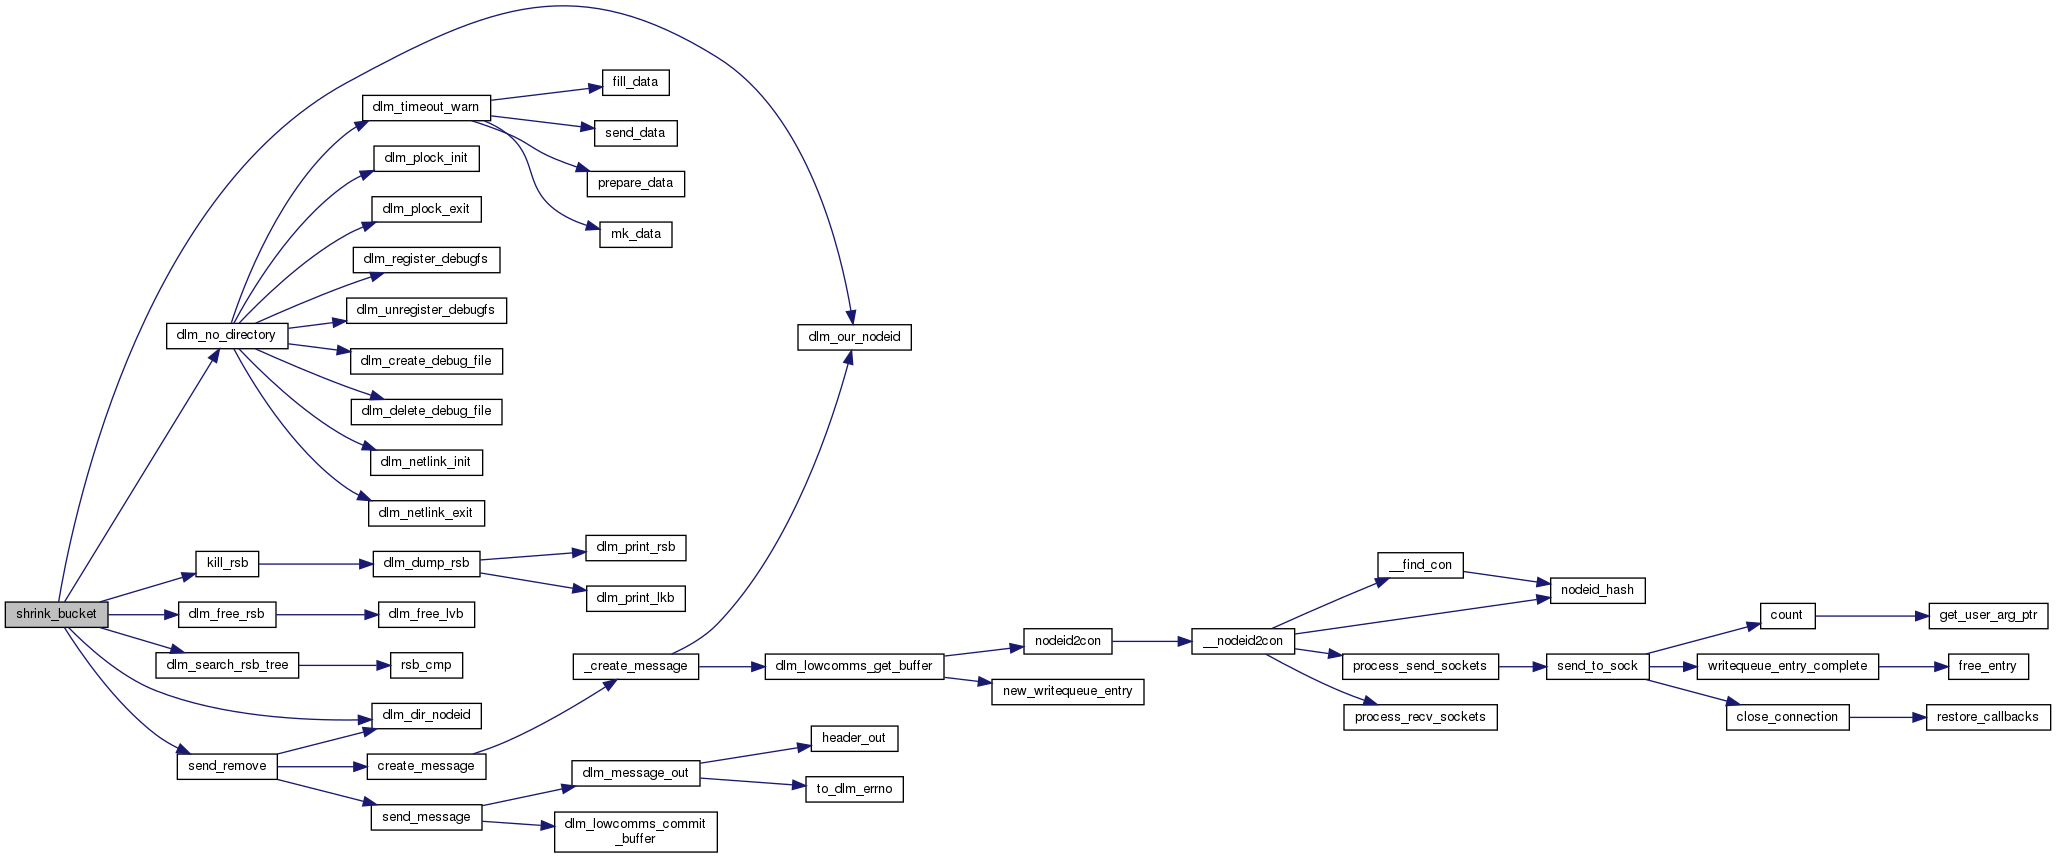 shrink_bucket
dlm_no_directory
dlm_timeout_warn
fill_data
send_data
prepare_data
mk_data
dlm_plock_init
dlm_plock_exit
dlm_register_debugfs
dlm_unregister_debugfs
dlm_create_debug_file
dlm_delete_debug_file
dlm_netlink_init
dlm_netlink_exit
dlm_our_nodeid
kill_rsb
dlm_dump_rsb
dlm_print_rsb
dlm_print_lkb
dlm_free_rsb
dlm_free_lvb
dlm_search_rsb_tree
rsb_cmp
dlm_dir_nodeid
send_remove
create_message
_create_message
dlm_lowcomms_get_buffer
nodeid2con
new_writequeue_entry
__nodeid2con
__find_con
nodeid_hash
process_send_sockets
process_recv_sockets
send_to_sock
count
get_user_arg_ptr
writequeue_entry_complete
free_entry
close_connection
restore_callbacks
send_message
dlm_message_out
header_out
to_dlm_errno
dlm_lowcomms_commit
_buffer